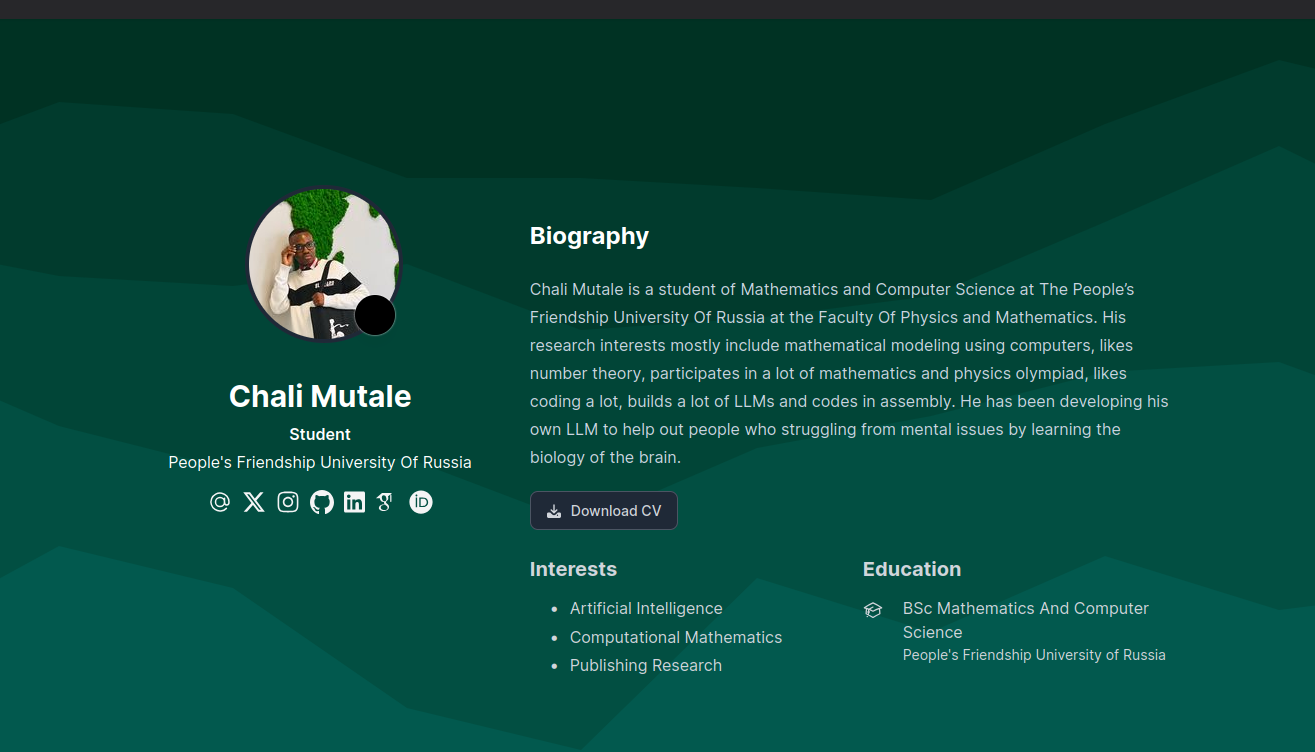 Chali Mutale
Student
People's Friendship University Of Russia
Biography
Chali Mutale is a student of Mathematics and Computer Science at The People’s
Friendship University Of Russia at the Faculty Of Physics and Mathematics. His
research interests mostly include mathematical modeling using computers, likes
number theory, participates in a lot of mathematics and physics olympiad, likes
coding a lot, builds a lot of LLMs and codes in assembly. He has been developing his
own LLM to help out people who struggling from mental issues by learning the
biology of the brain.
Download CV
Interests
• Artificial Intelligence
• Computational Mathematics
• Publishing Research
Education
BSc Mathematics And Computer
Science
People's Friendship University of Russia